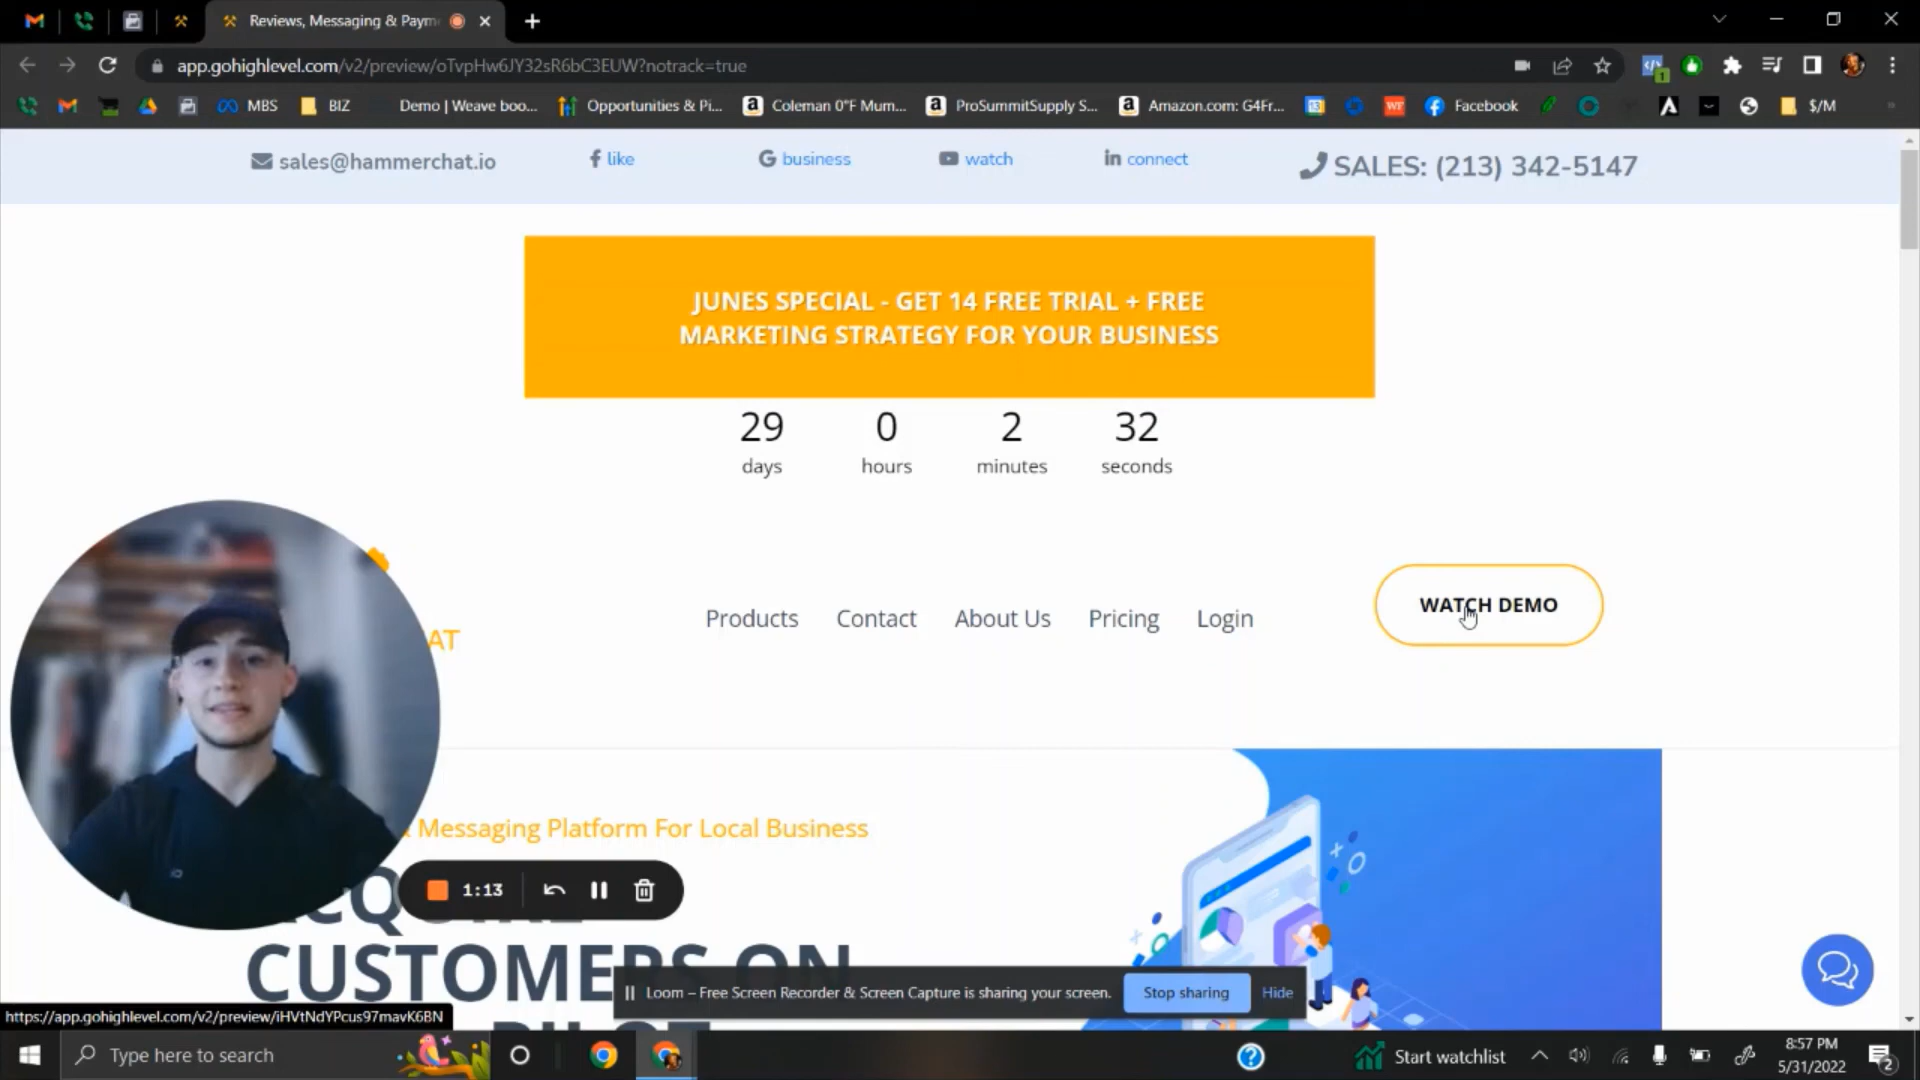 Reviews, Messaging & Paym
app.gohighlevel.com/v2/preview/oTvpHw6JY32sR6bC3EUW?notrack=true
1
MBS
BIZ
Demo | Weave boo...
Opportunities & Pi...
Coleman 0°F Mum...
ProSummitSupply S...
Amazon.com: G4Fr...
Facebook
$/M
sales@hammerchat.io
like
business
watch
connect
SALES: (213) 342-5147
JUNES SPECIAL - GET 14 FREE TRIAL + FREE
MARKETING STRATEGY FOR YOUR BUSINESS
29
0
2
32
days
hours
minutes
seconds
AT
Products
Contact
About Us
Pricing
Login
WATCH DEMO
Messaging Platform For Local Business
1:13
CUSTOMERS ON
Loom – Free Screen Recorder & Screen Capture is sharing your screen.
Stop sharing
Hide
https://app.gohighlevel.com/v2/preview/iHVtNdYPcus97mavK6BN
Type here to search
Start watchlist
8:57 PM
5/31/2022
2